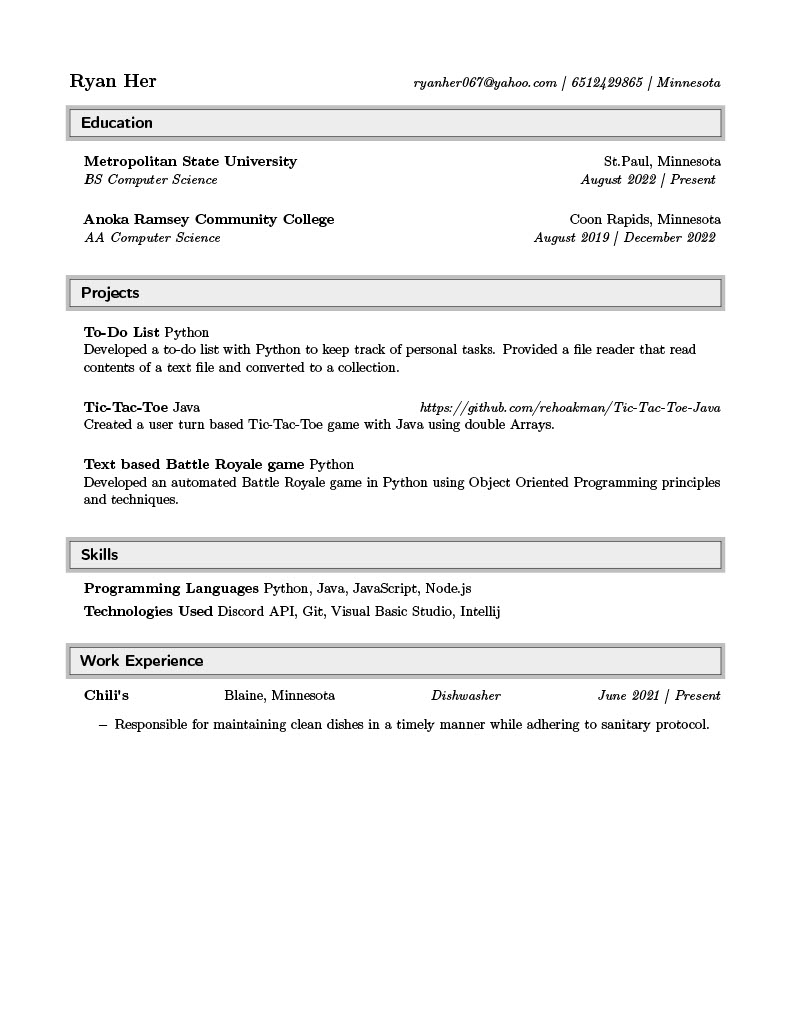 Ryan Her ryanher067@yahoo.com | 6512429865 | Minnesota
Education
Metropolitan State University St.Paul, Minnesota
BS Computer Science August 2022 | Present
Anoka Ramsey Community College Coon Rapids, Minnesota
AA Computer Science August 2019 | December 2022
Projects
To-Do List Python
Developed a to-do list with Python to keep track of personal tasks. Provided a file reader that read
contents of a text file and converted to a collection.
Tic-Tac-Toe Java https://github.com/rehoakman/Tic-Tac-Toe-Java
Created a user turn based Tic-Tac-Toe game with Java using double Arrays.
Text based Battle Royale game Python
Developed an automated Battle Royale game in Python using Object Oriented Programming principles
and techniques.
Skills
Programming Languages Python, Java, JavaScript, Node.js
Technologies Used Discord API, Git, Visual Basic Studio, Intellij
Work Experience
Chili's Blaine, Minnesota Dishwasher June 2021 | Present
– Responsible for maintaining clean dishes in a timely manner while adhering to sanitary protocol.